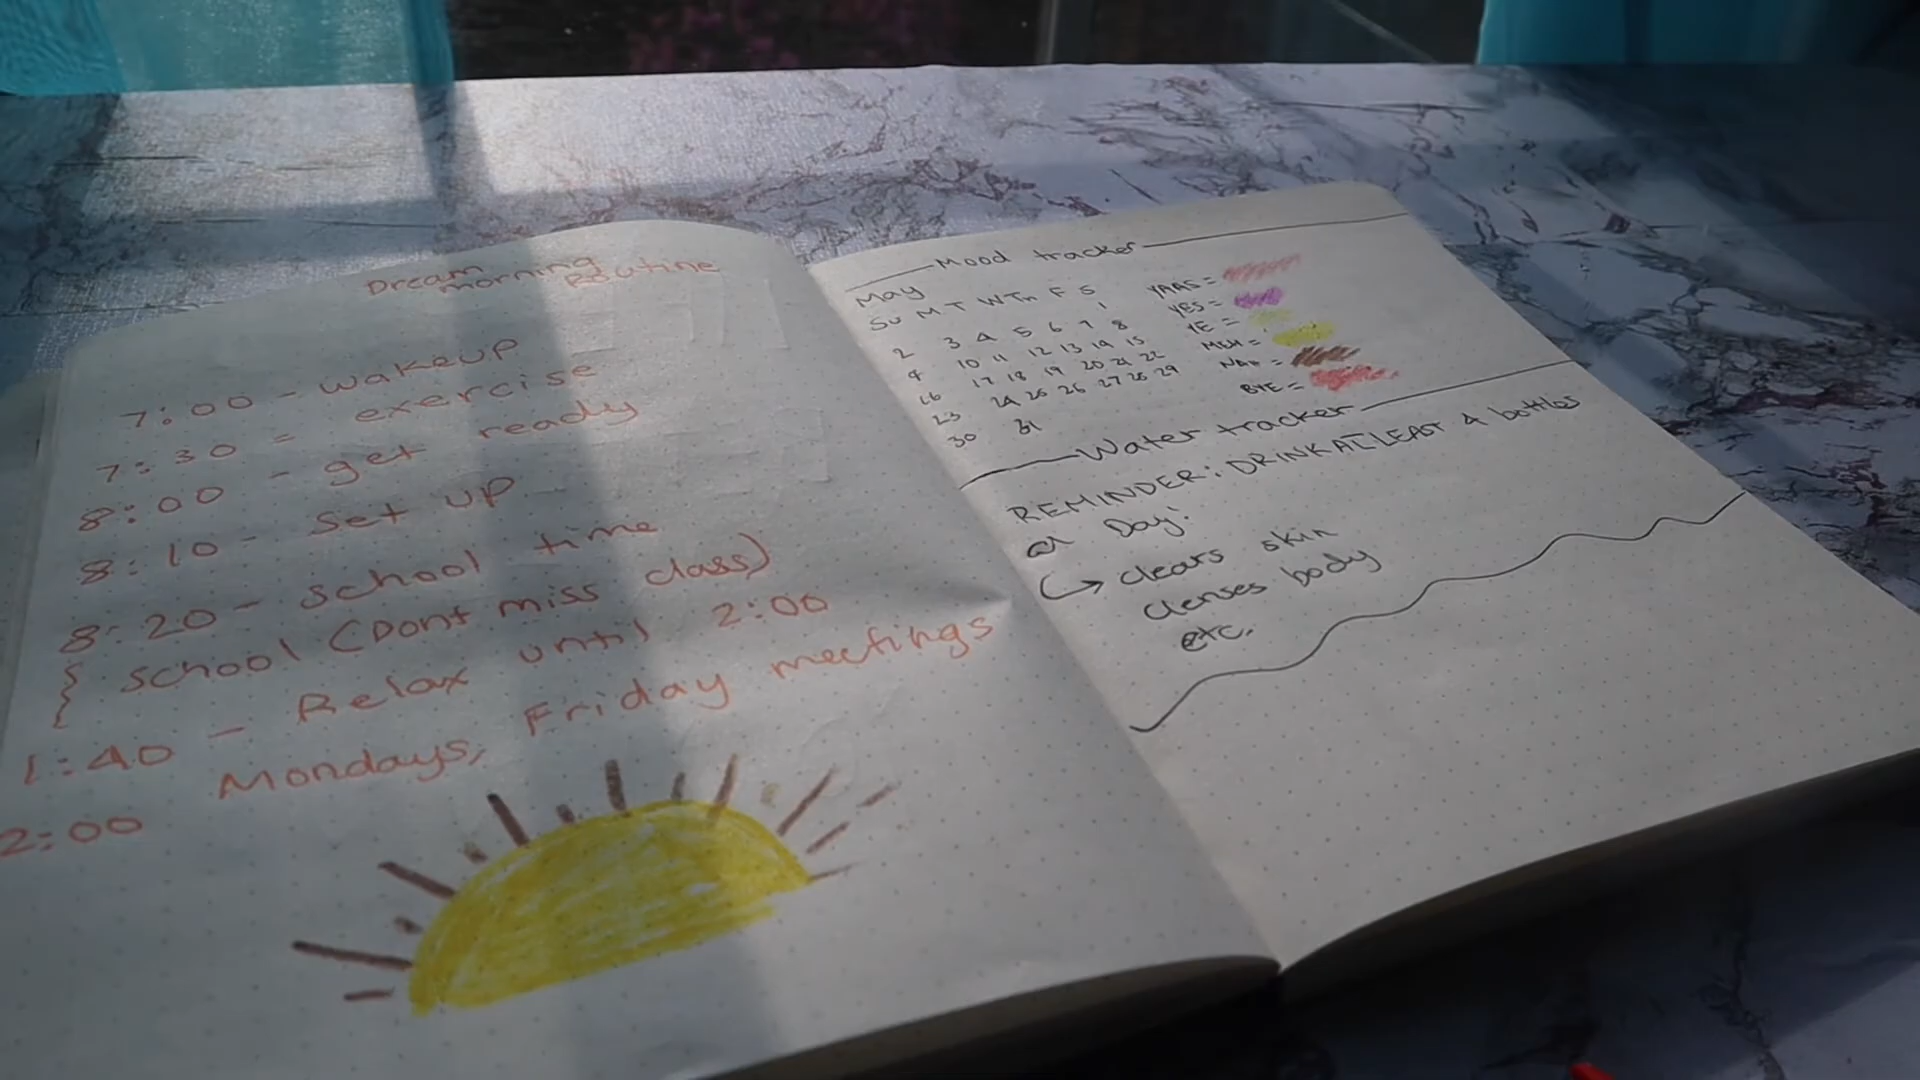 Dream
morning
Routine
7:00 - wakeup
7:30 - exercise
8:00 - get ready
8:10 - set up
8:20 - school time
{ school (Dont miss class)
1:40 - Relax until 2:00
2:00 Mondays, Friday meetings
Mood tracker
May
Su M T W Th F S
1
2 3 4 5 6 7 8
9 10 11 12 13 14 15
16 17 18 19 20 21 22
23 24 25 26 27 28 29
30 31
YAAS =
YES =
YE =
MEH =
NAH =
BYE =
Water tracker
REMINDER: DRINK AT LEAST 4 bottles
a Day!
↳ clears skin
clenses body
etc.